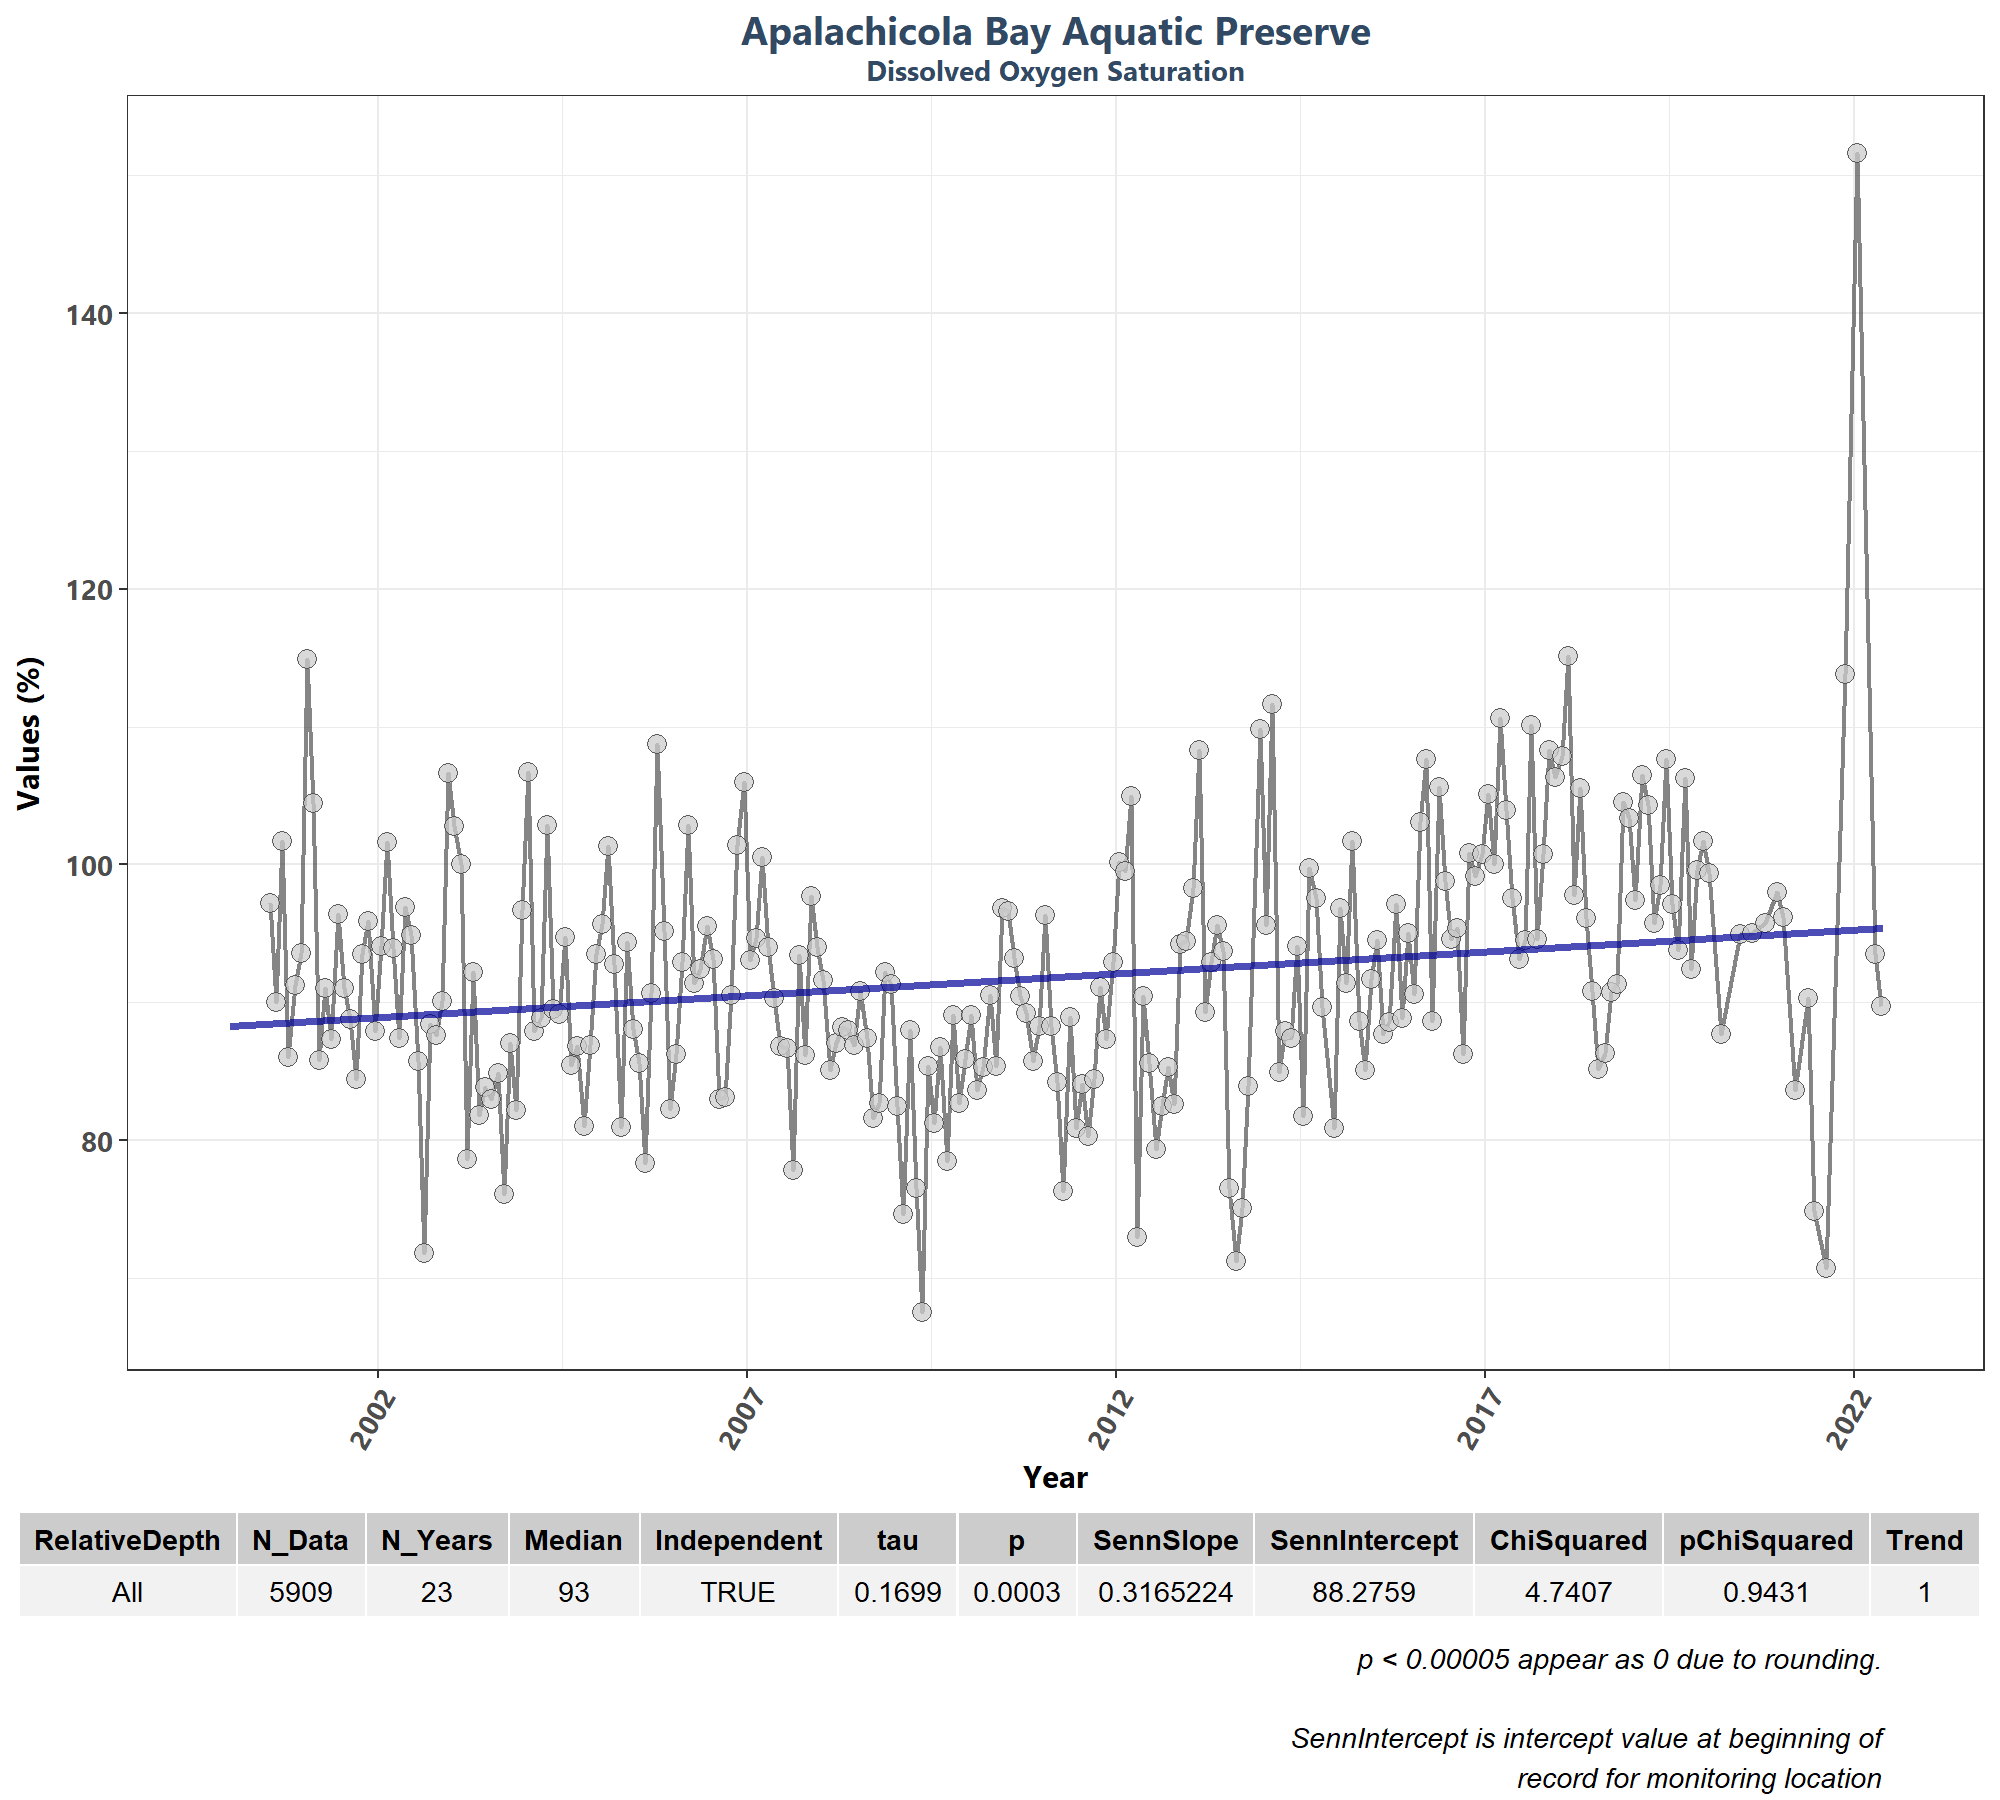 Apalachicola Bay Aquatic Preserve
Dissolved Oxygen Saturation
Values (%)
140
120
100
80
2002
2007
2012
2017
2022
Year
RelativeDepth N_Data N_Years Median Independent tau p SennSlope SennIntercept ChiSquared pChiSquared Trend
All 5909 23 93 TRUE 0.1699 0.0003 0.3165224 88.2759 4.7407 0.9431 1
p < 0.00005 appear as 0 due to rounding.
SennIntercept is intercept value at beginning of
record for monitoring location